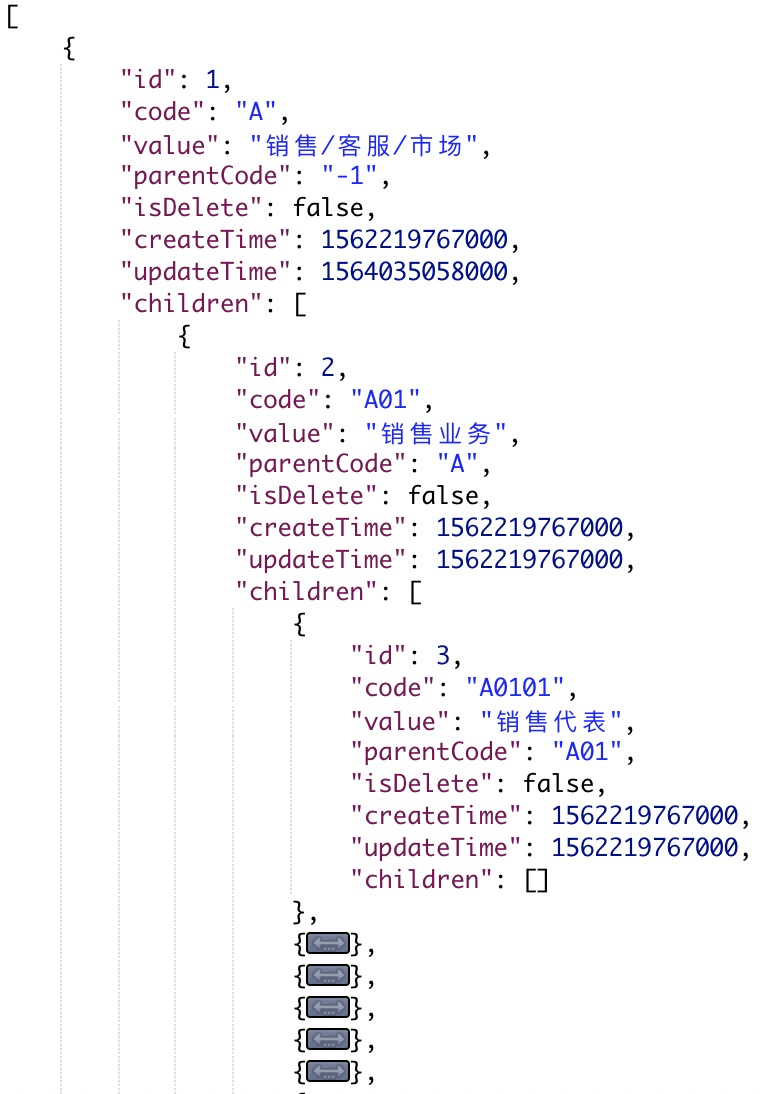 [
{
"id": 1,
"code": "A",
"value": "销售/客服/市场",
"parentCode": "-1",
"isDelete": false,
"createTime": 1562219767000,
"updateTime": 1564035058000,
"children": [
{
"id": 2,
"code": "A01",
"value": "销售业务",
"parentCode": "A",
"isDelete": false,
"createTime": 1562219767000,
"updateTime": 1562219767000,
"children": [
{
"id": 3,
"code": "A0101",
"value": "销售代表",
"parentCode": "A01",
"isDelete": false,
"createTime": 1562219767000,
"updateTime": 1562219767000,
"children": []
},
{...},
{...},
{...},
{...},
{...},